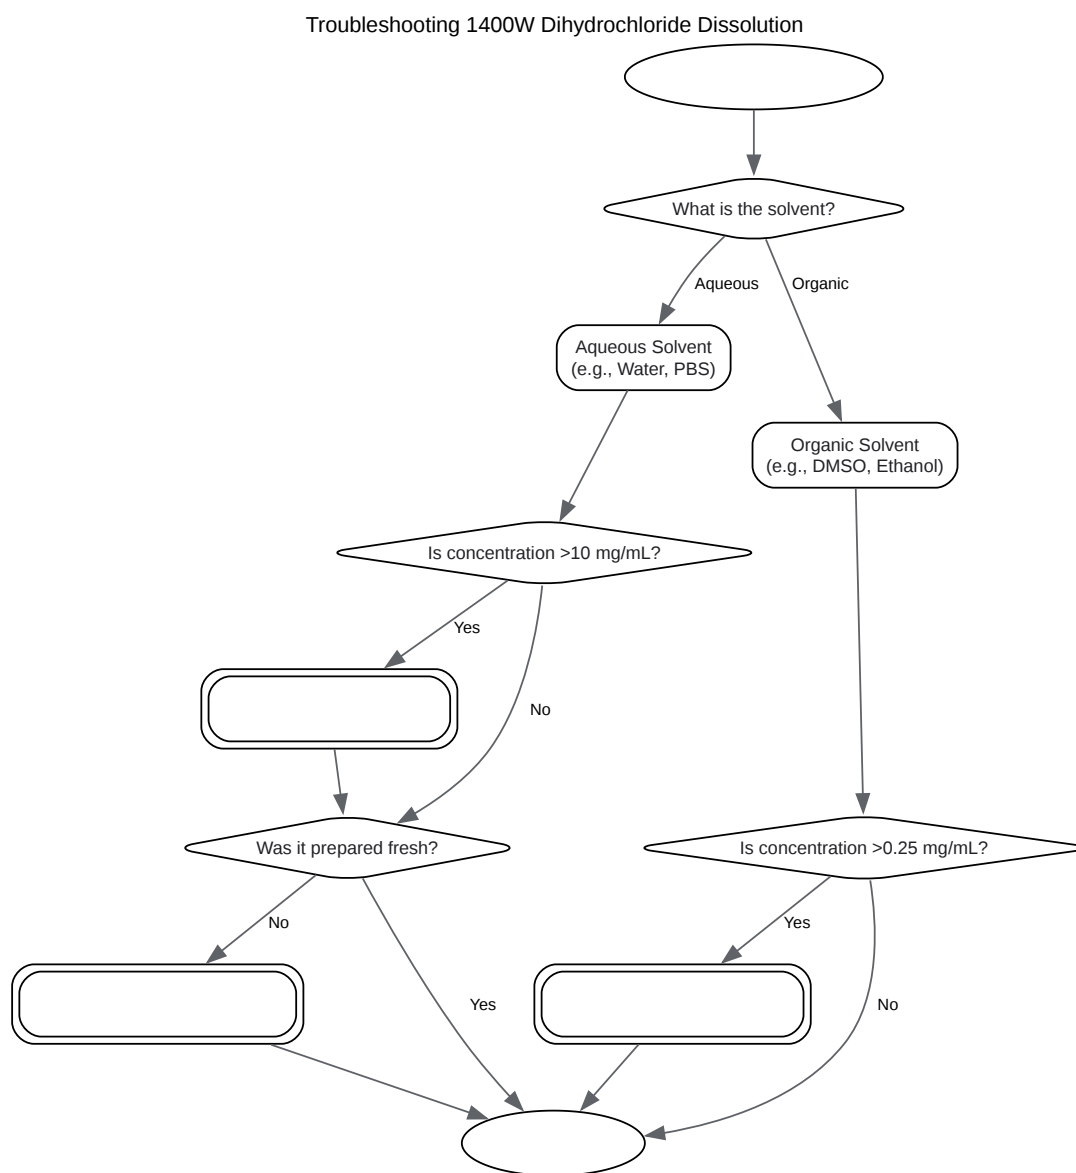 Troubleshooting 1400W Dihydrochloride Dissolution
What is the solvent?
Aqueous
Organic
Aqueous Solvent
(e.g., Water, PBS)
Organic Solvent
(e.g., DMSO, Ethanol)
Is concentration >10 mg/mL?
Yes
No
Was it prepared fresh?
Is concentration >0.25 mg/mL?
No
Yes
Yes
No